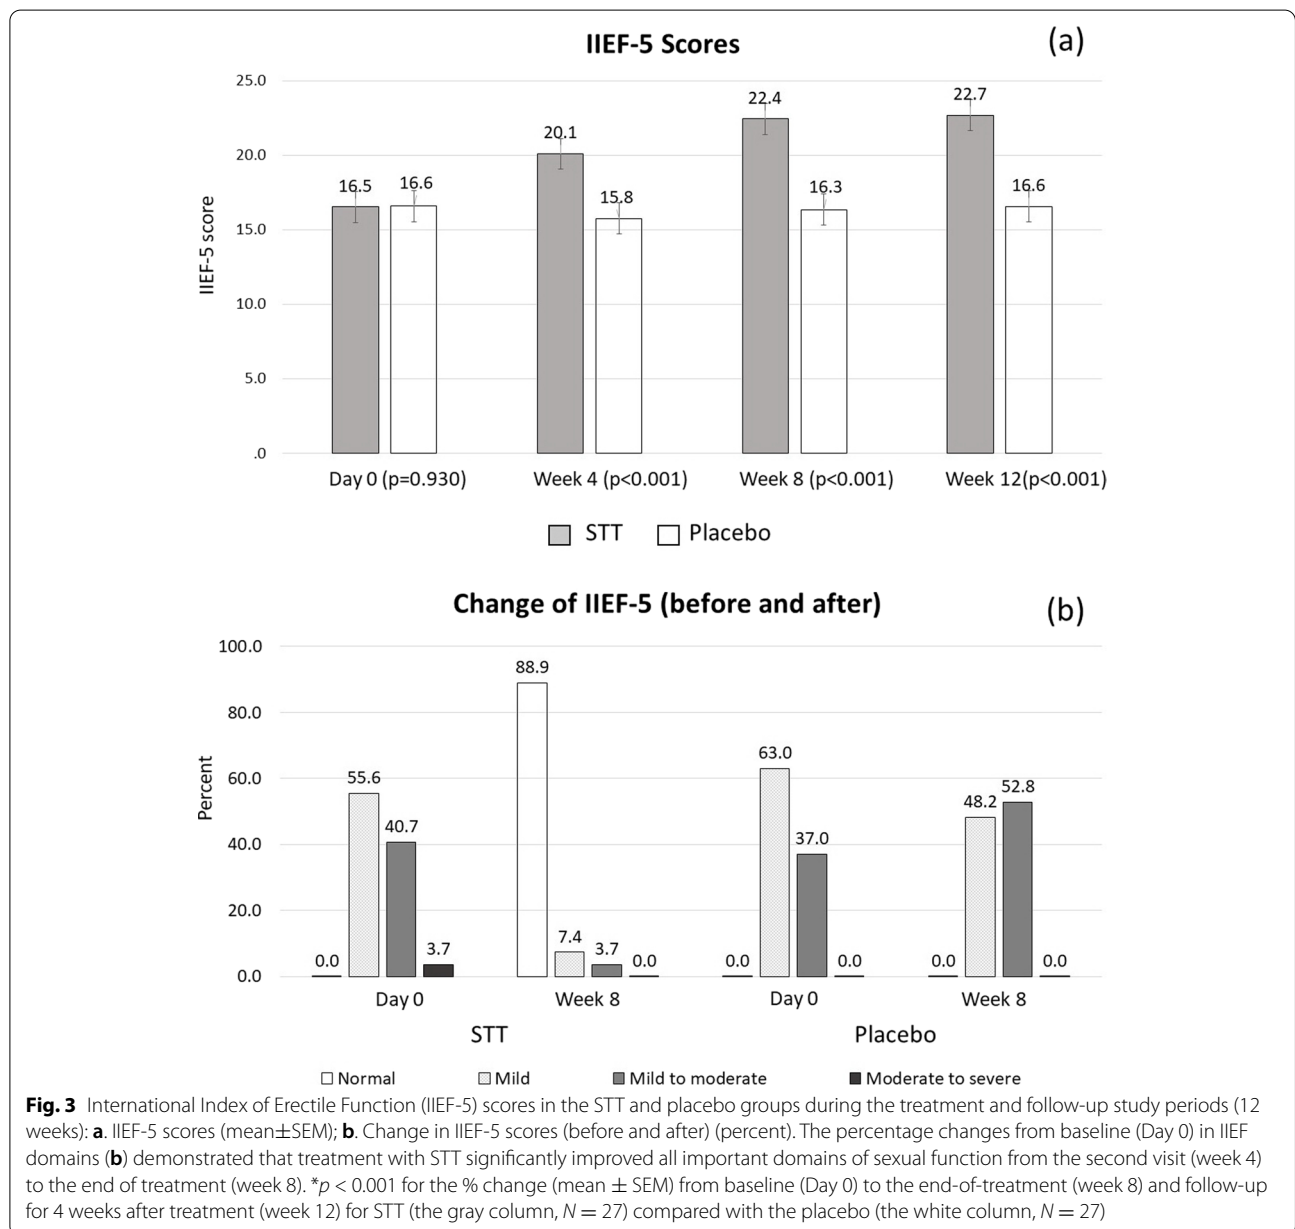 IIEF-5 Scores
(a)
25.0
20.0
15.0
10.0
5.0
.0
IIEF-5 score
16.5
16.6
20.1
15.8
22.4
16.3
22.7
16.6
Day 0 (p=0.930)
Week 4 (p<0.001)
Week 8 (p<0.001)
Week 12(p<0.001)
STT
Placebo
Change of IIEF-5 (before and after)
(b)
100.0
80.0
60.0
40.0
20.0
0.0
Percent
0.0
55.6
40.7
3.7
88.9
7.4
3.7
0.0
0.0
63.0
37.0
0.0
0.0
48.2
52.8
0.0
Day 0
Week 8
Day 0
Week 8
STT
Placebo
Normal
Mild
Mild to moderate
Moderate to severe
Fig. 3 International Index of Erectile Function (IIEF-5) scores in the STT and placebo groups during the treatment and follow-up study periods (12
weeks): a. IIEF-5 scores (mean±SEM); b. Change in IIEF-5 scores (before and after) (percent). The percentage changes from baseline (Day 0) in IIEF
domains (b) demonstrated that treatment with STT significantly improved all important domains of sexual function from the second visit (week 4)
to the end of treatment (week 8). *p < 0.001 for the % change (mean ± SEM) from baseline (Day 0) to the end-of-treatment (week 8) and follow-up
for 4 weeks after treatment (week 12) for STT (the gray column, N = 27) compared with the placebo (the white column, N = 27)